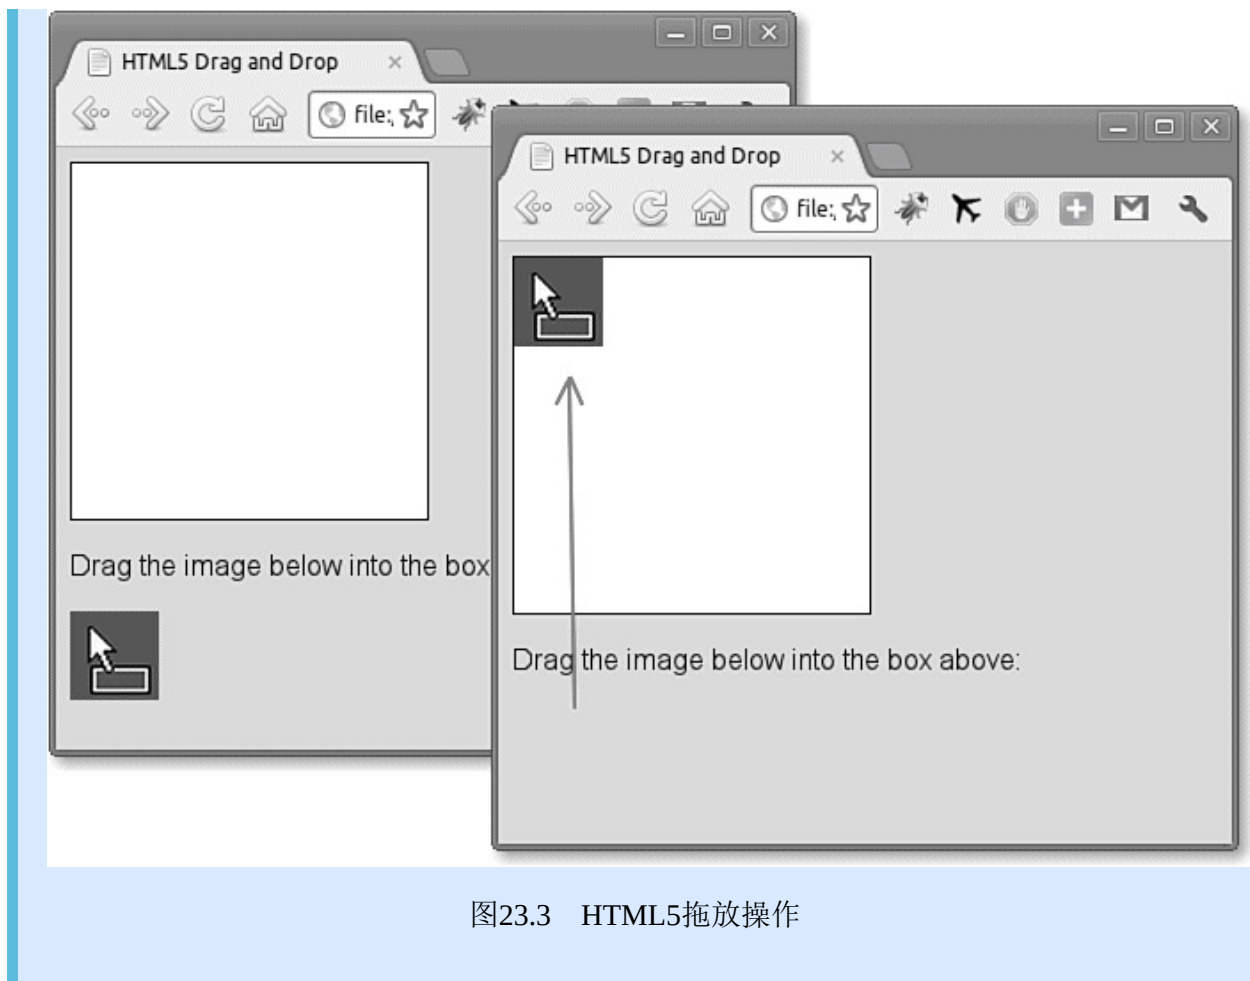 HTML5 Drag and Drop
file:
Drag the image below into the box
HTML5 Drag and Drop
file:
Drag the image below into the box above:
图23.3 HTML5拖放操作